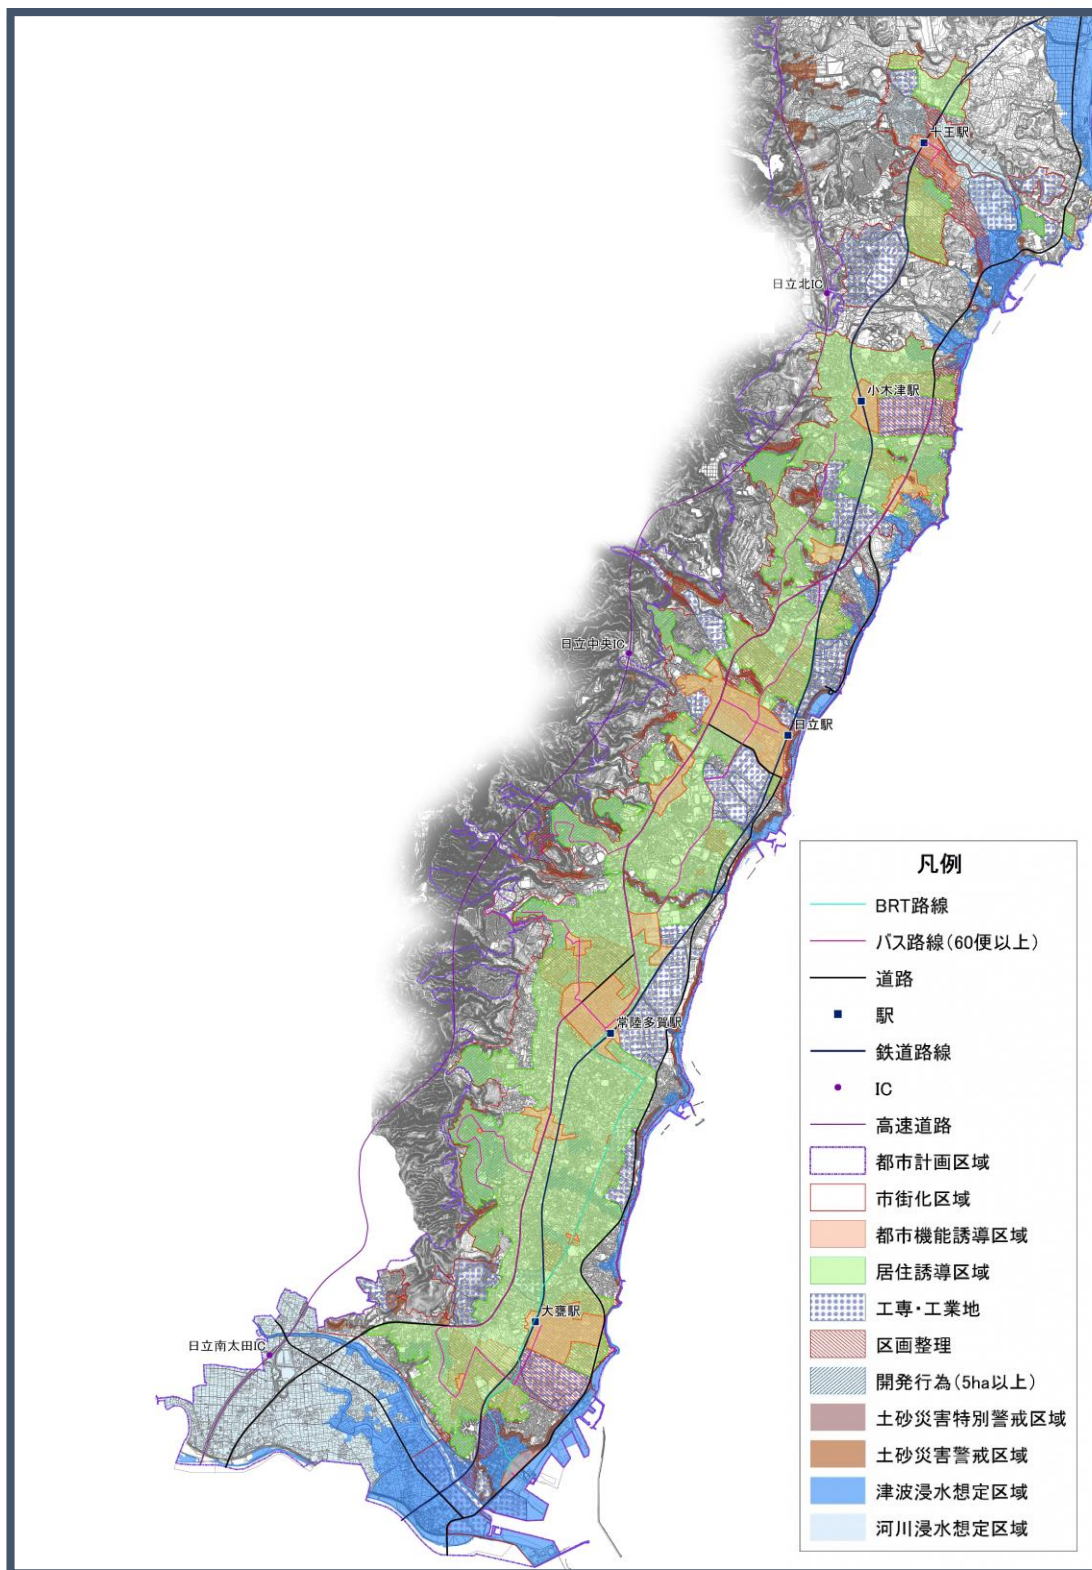 十王駅
日立北IC
小木津駅
日立中央IC
日立駅
常陸多賀駅
大甕駅
日立南太田IC
凡例
BRT路線
バス路線(60便以上)
道路
駅
鉄道路線
IC
高速道路
都市計画区域
市街化区域
都市機能誘導区域
居住誘導区域
工専・工業地
区画整理
開発行為(5ha以上)
土砂災害特別警戒区域
土砂災害警戒区域
津波浸水想定区域
河川浸水想定区域